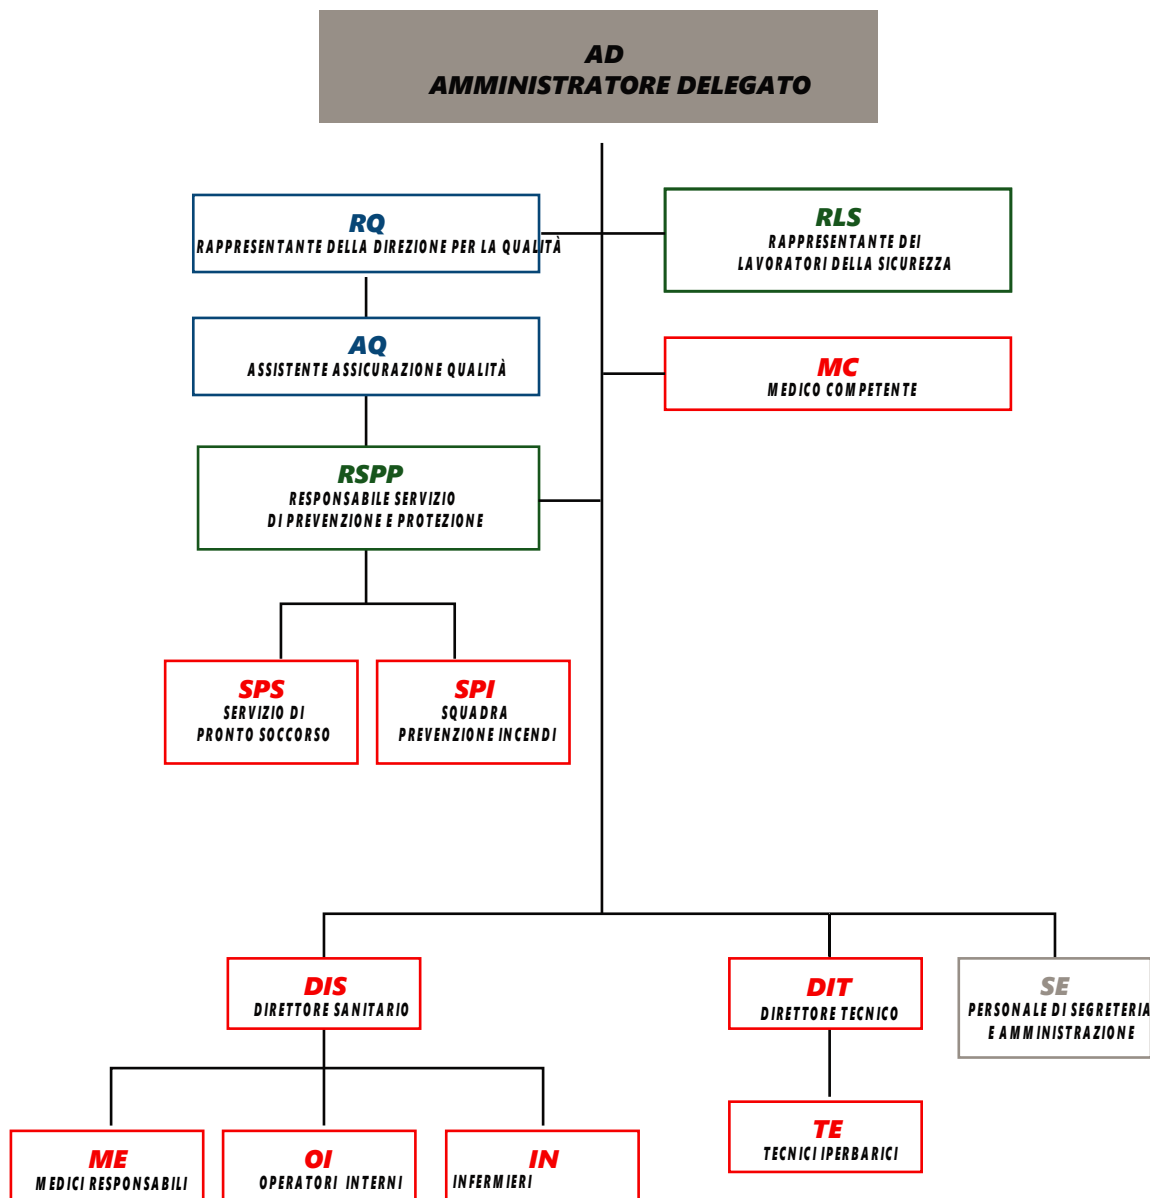 AD
AMMINISTRATORE DELEGATO
RQ
RAPPRESENTANTE DELLA DIREZIONE PER LA QUALITÀ
RLS
RAPPRESENTANTE DEI
LAVORATORI DELLA SICUREZZA
AQ
ASSISTENTE ASSICURAZIONE QUALITÀ
MC
MEDICO COMPETENTE
RSPP
RESPONSABILE SERVIZIO
DI PREVENZIONE E PROTEZIONE
SPS
SERVIZIO DI
PRONTO SOCCORSO
SPI
SQUADRA
PREVENZIONE INCENDI
DIS
DIRETTORE SANITARIO
DIT
DIRETTORE TECNICO
SE
PERSONALE DI SEGRETERIA
E AMMINISTRAZIONE
ME
MEDICI RESPONSABILI
OI
OPERATORI INTERNI
IN
INFERMIERI
TE
TECNICI IPERBARICI